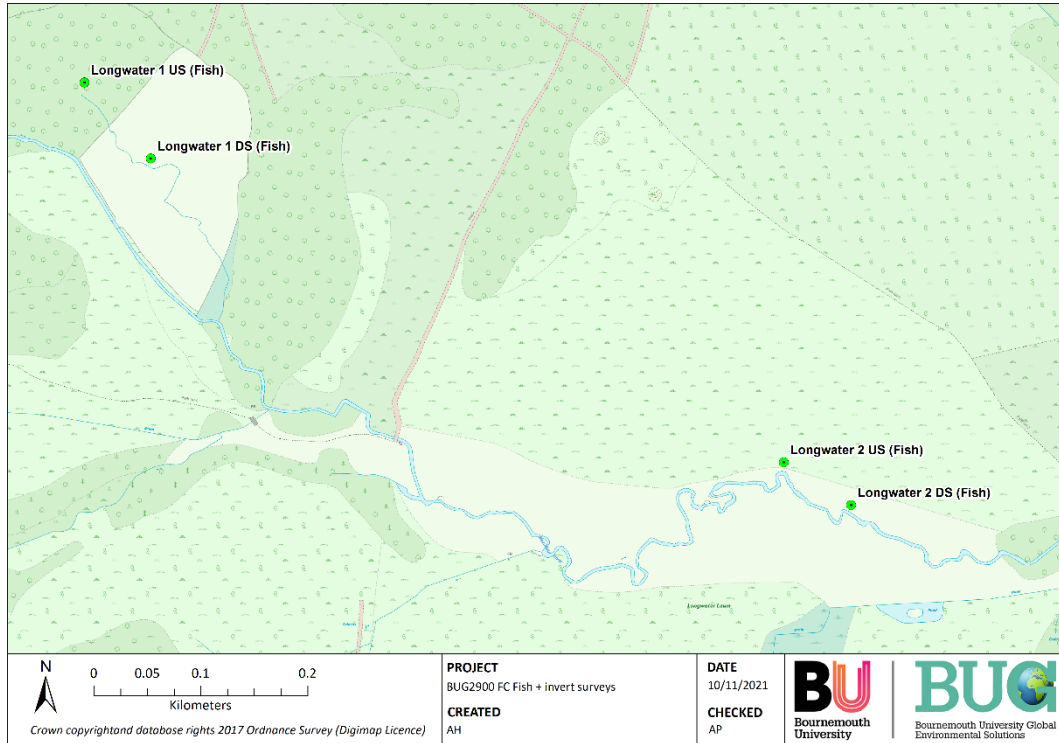 Longwater 1 US (Fish)
Longwater 1 DS (Fish)
Longwater 2 US (Fish)
Longwater 2 DS (Fish)
Longwater Lawn
N
0 0.05 0.1 0.2
Kilometers
Crown copyrightand database rights 2017 Ordnance Survey (Digimap Licence)
PROJECT
BUG2900 FC Fish + invert surveys
CREATED
AH
DATE
10/11/2021
CHECKED
AP
BU
Bournemouth
University
BUG
Bournemouth University Global
Environmental Solutions